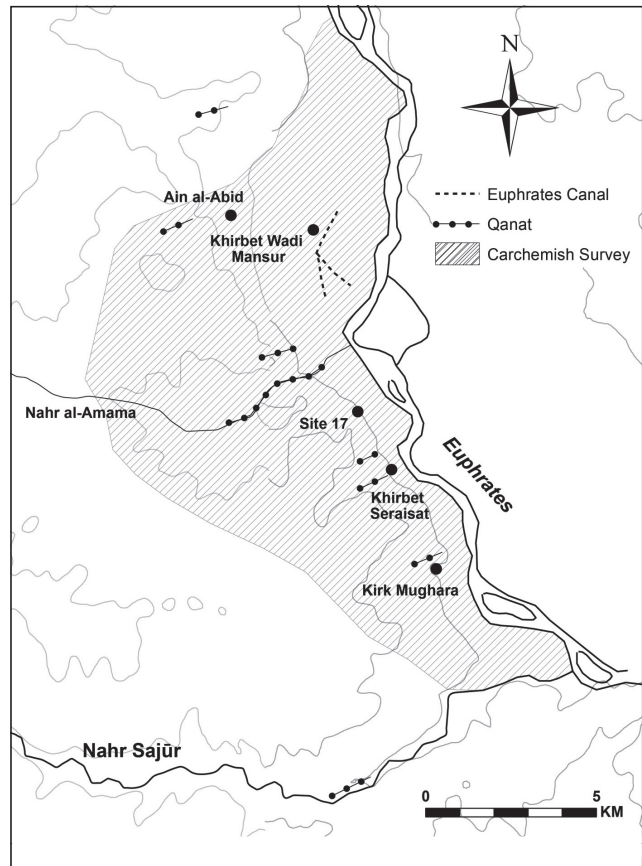 N
Euphrates Canal
Qanat
Carchemish Survey
Ain al-Abid
Khirbet Wadi
Mansur
Nahr al-Amama
Site 17
Euphrates
Khirbet
Seraisat
Kirk Mughara
Nahr Sajūr
0 5
KM